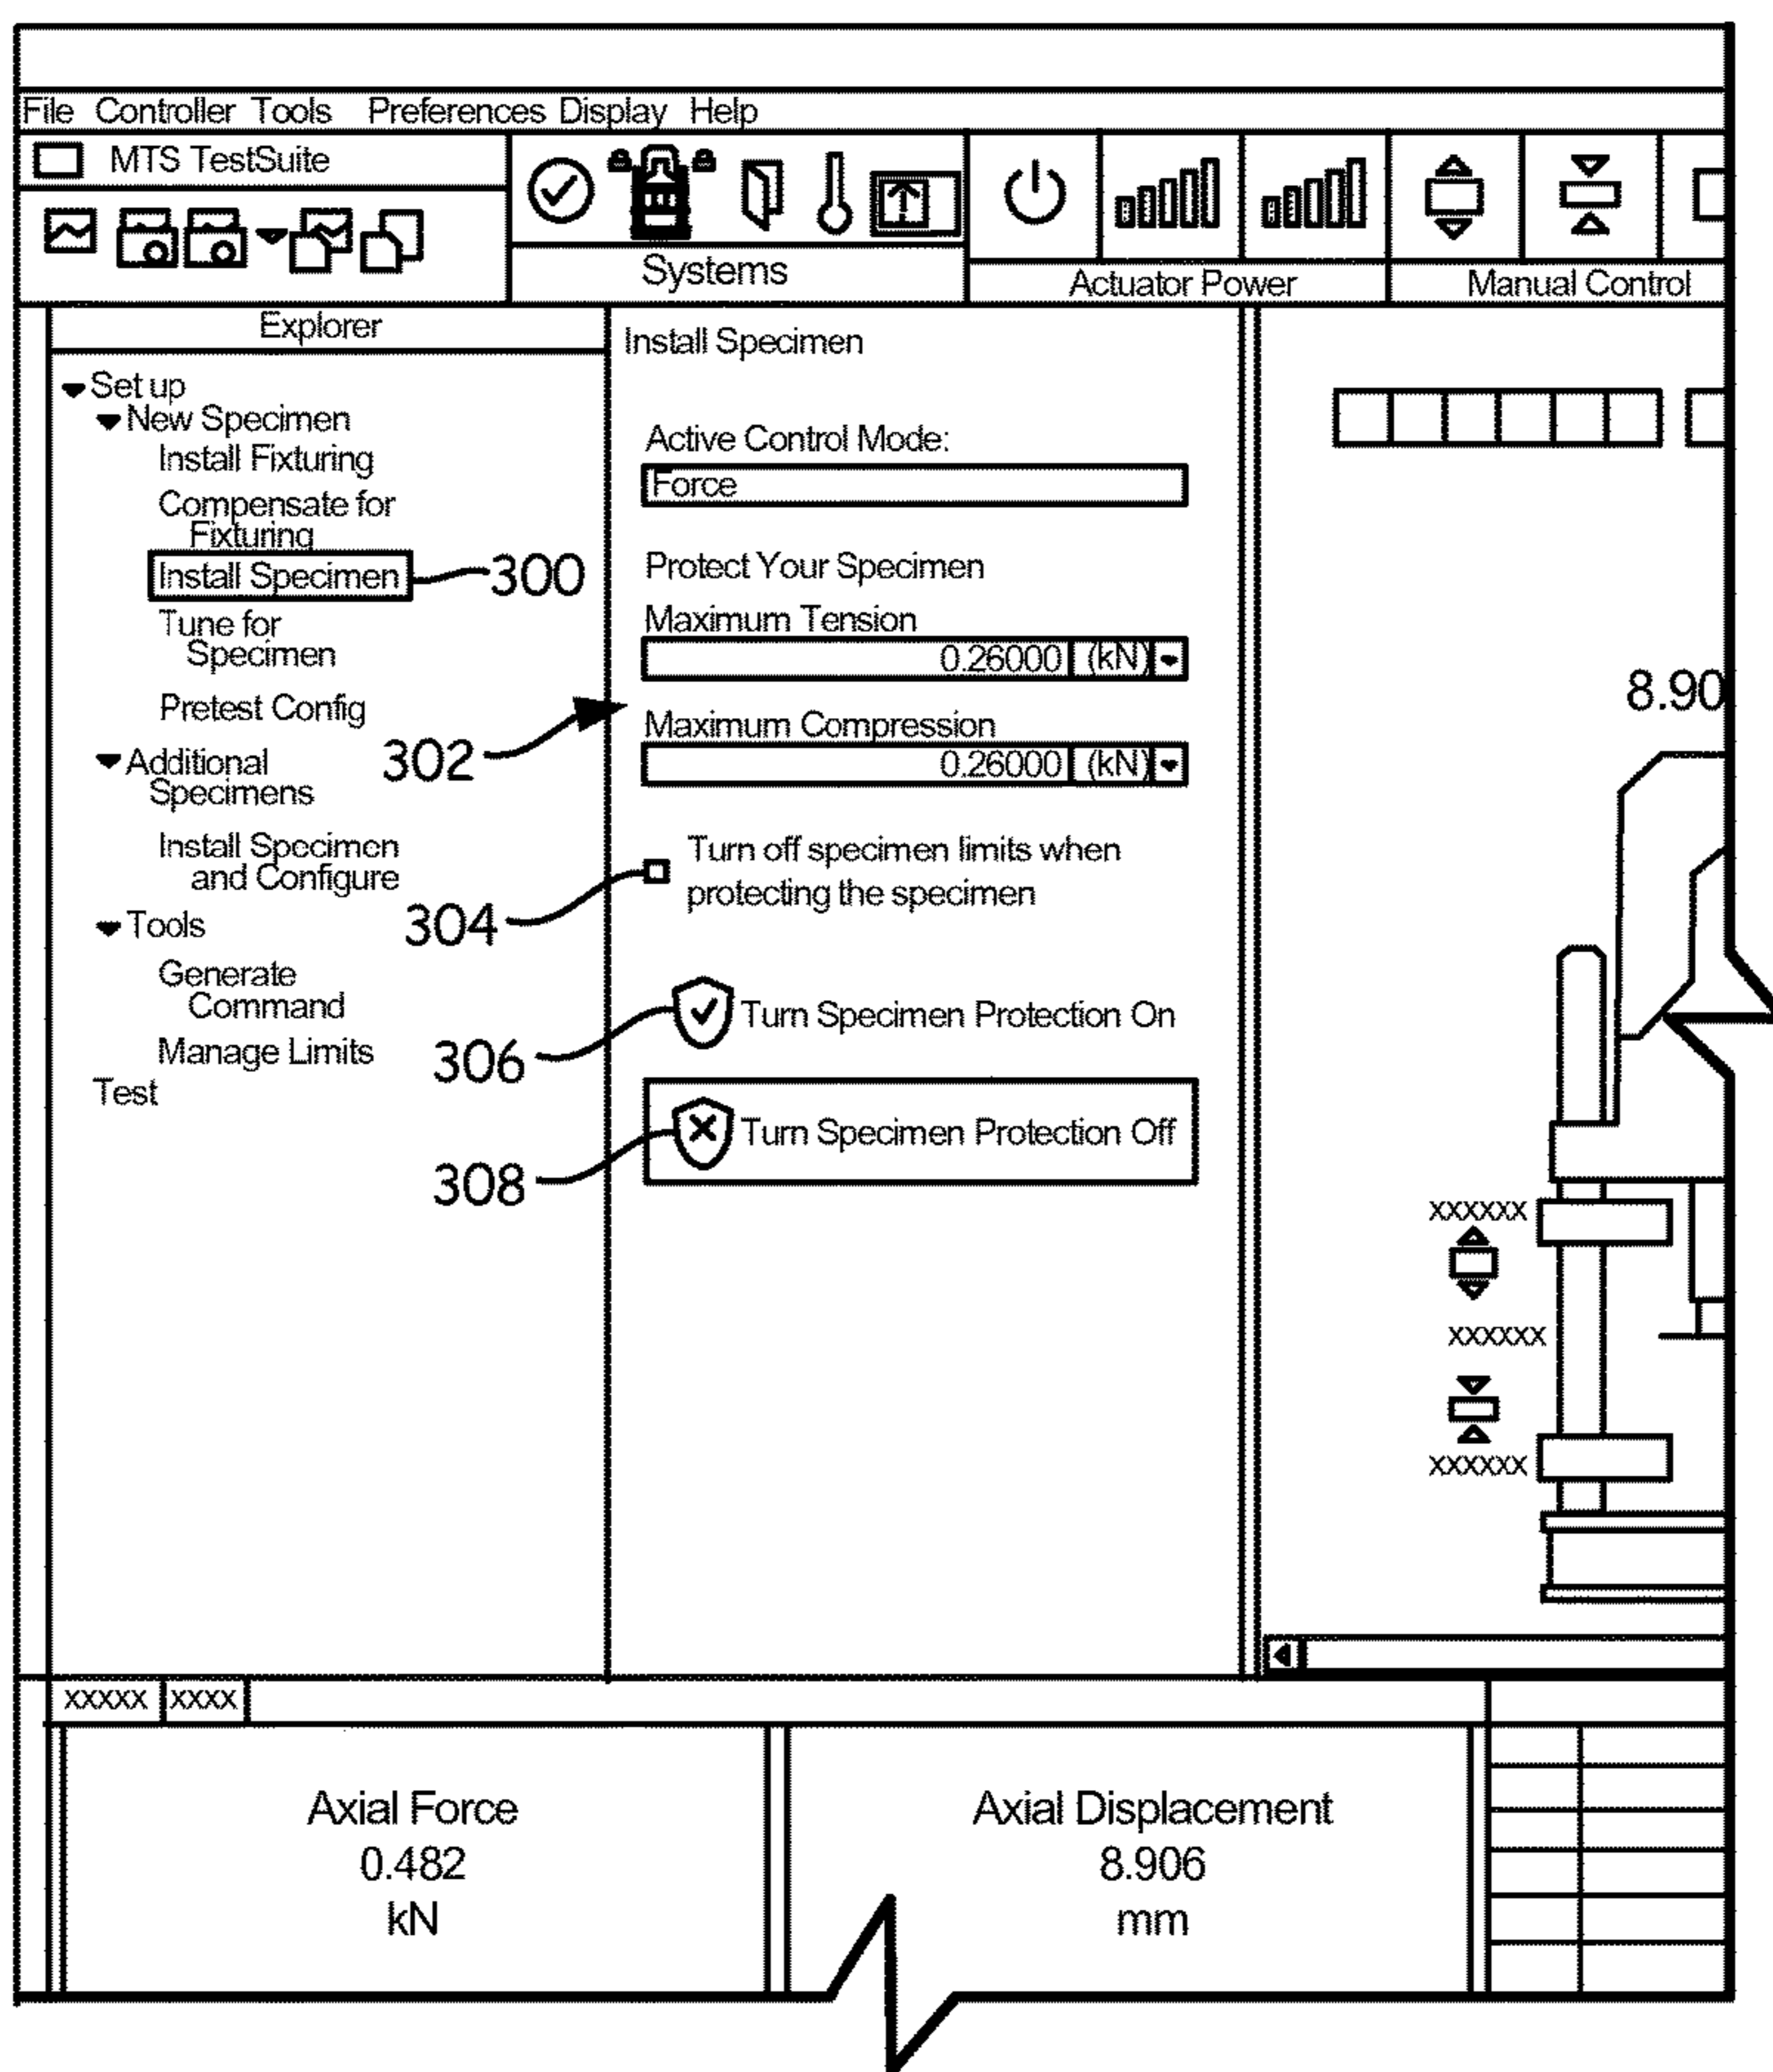 File Controller Tools Preferences Display Help
MTS TestSuite
Systems
Actuator Power
Manual Control
Explorer
Set up
New Specimen
Install Fixturing
Compensate for
Fixturing
Install Specimen
300
Tune for
Specimen
Pretest Config
302
Additional
Specimens
Install Specimen
and Configure
304
Tools
Generate
Command
306
Manage Limits
Test
308
Install Specimen
Active Control Mode:
Force
Protect Your Specimen
Maximum Tension
0.26000 (kN)
Maximum Compression
0.26000 (kN)
Turn off specimen limits when
protecting the specimen
Turn Specimen Protection On
Turn Specimen Protection Off
8.90
xxxxxx
xxxxxx
xxxxxx
xxxxx xxxx
Axial Force
0.482
kN
Axial Displacement
8.906
mm